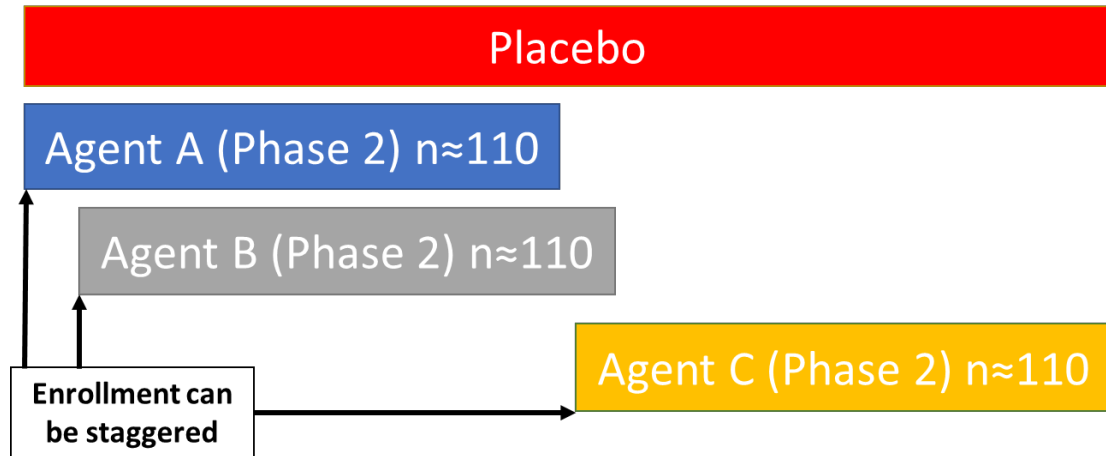 Placebo
Agent A (Phase 2) n≈110
Agent B (Phase 2) n≈110
Agent C (Phase 2) n≈110
Enrollment can
be staggered